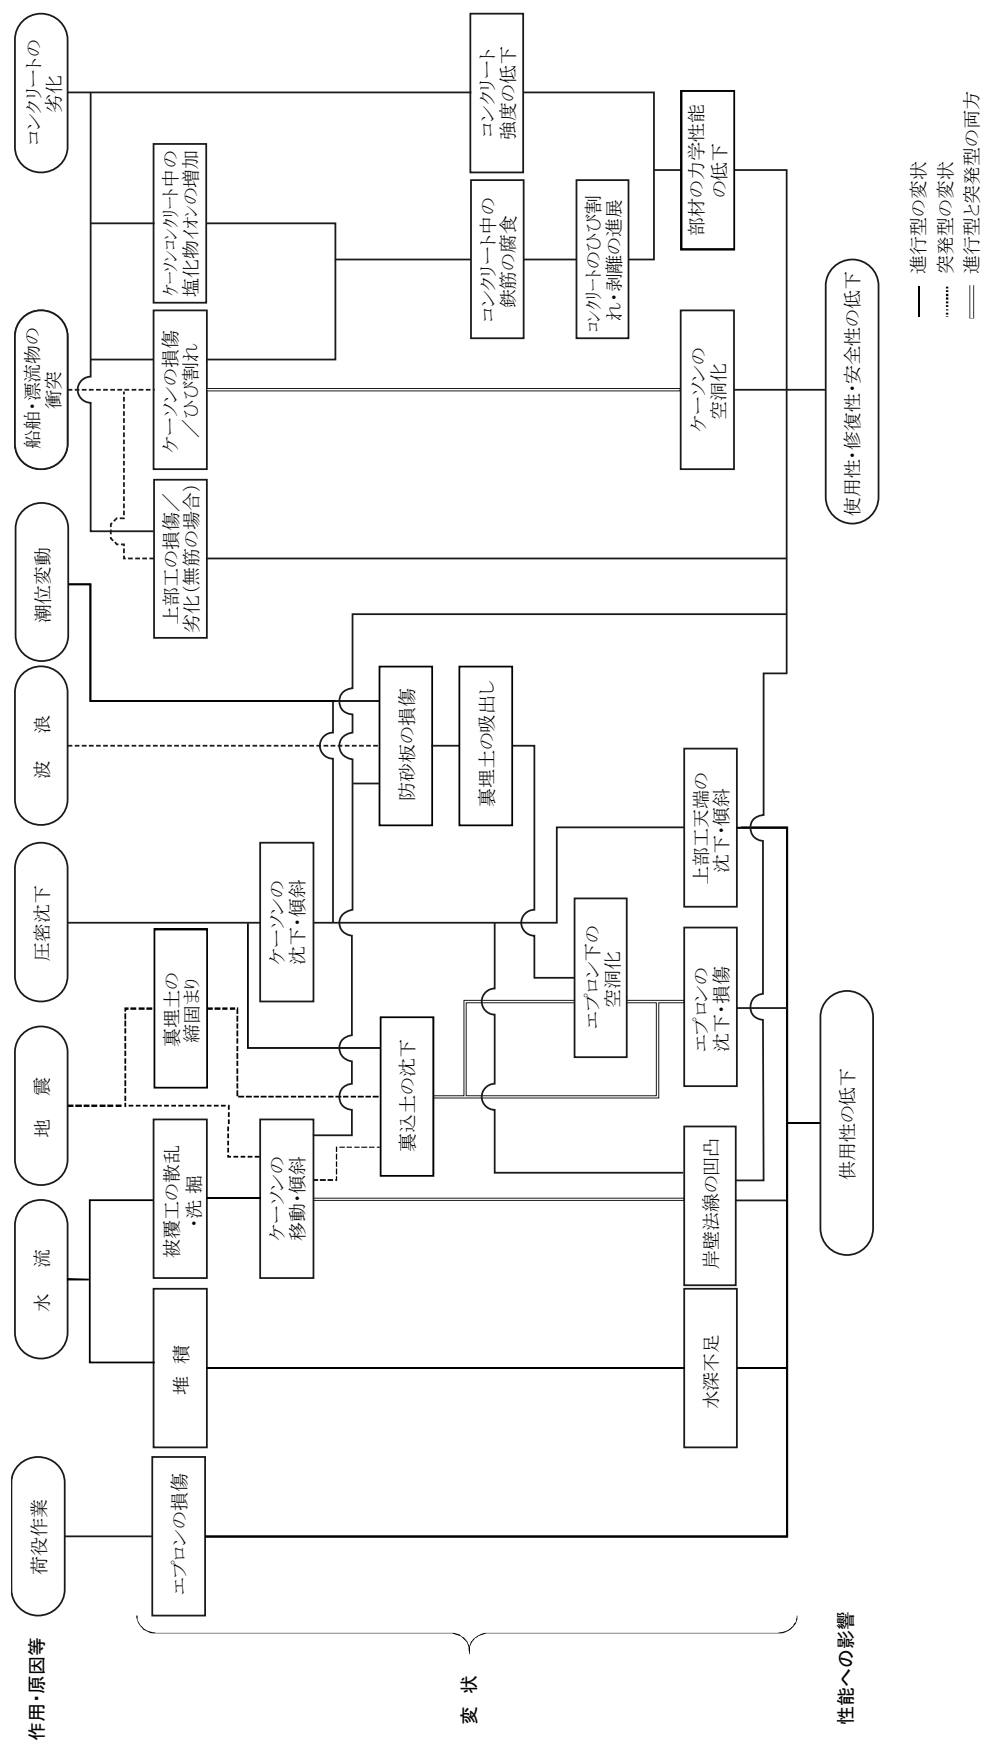 作用・原因等
荷役作業
水　流
地　震
圧密沈下
波　浪
潮位変動
船舶・漂流物の
衝突
コンクリートの
劣化
変　状
エプロンの損傷
堆　積
被覆工の散乱
・洗 掘
裏埋土の
締固まり
上部工の損傷／
劣化（無筋の場合）
ケーソンの損傷
／ひび割れ
ケーソンコンクリート中の
塩化物イオンの増加
ケーソンの
移動・傾斜
ケーソンの
沈下・傾斜
裏込土の沈下
防砂板の損傷
裏埋土の吸出し
コンクリート中の
鉄筋の腐食
コンクリート
強度の低下
エプロン下の
空洞化
コンクリートのひび割
れ・剥離の進展
水深不足
岸壁法線の凹凸
エプロンの
沈下・損傷
上部工天端の
沈下・傾斜
ケーソンの
空洞化
部材の力学性能
の低下
性能への影響
供用性の低下
使用性・修復性・安全性の低下
進行型の変状
突発型の変状
進行型と突発型の両方